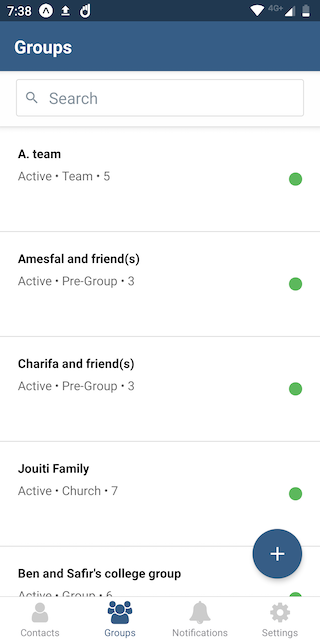 7:38
4G+
Groups
Search
A. team
Active • Team • 5
Amesfal and friend(s)
Active • Pre-Group • 3
Charifa and friend(s)
Active • Pre-Group • 3
Jouiti Family
Active • Church • 7
Ben and Safir's college group
Active • Group • 6
Contacts
Groups
Notifications
Settings